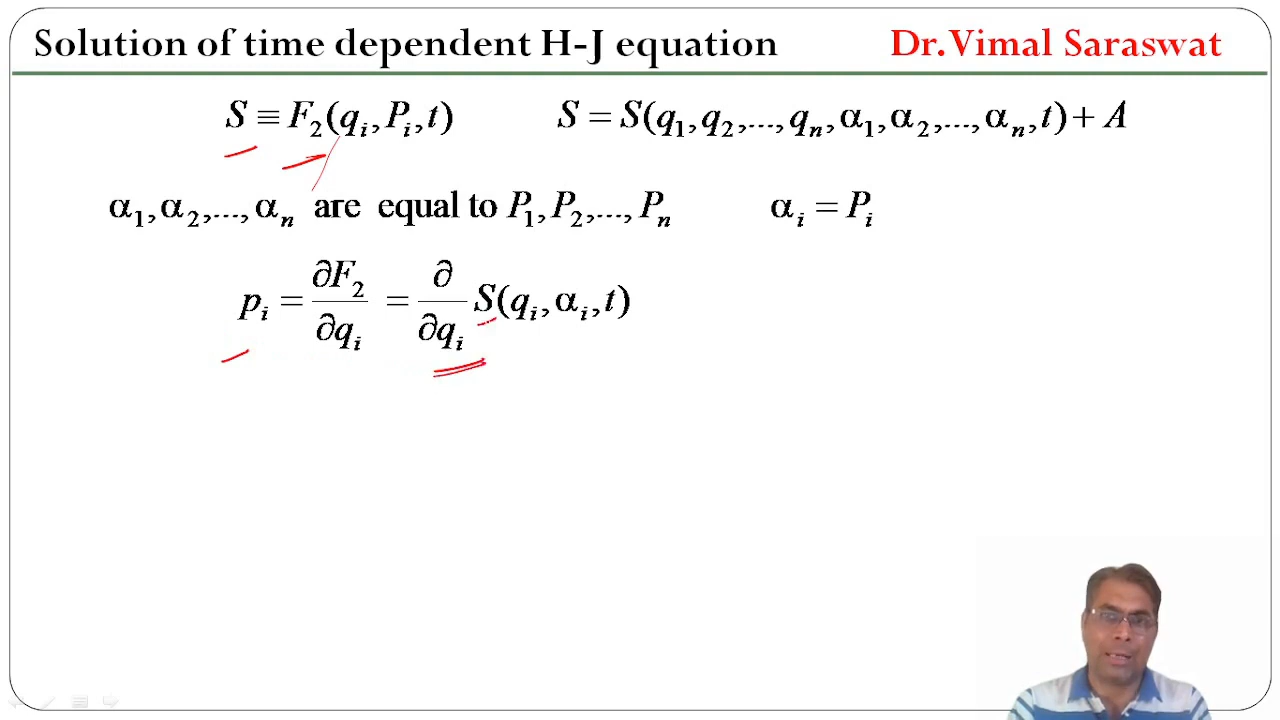 Solution of time dependent H-J equation Dr. Vimal Saraswat
S ≡ F₂(qᵢ, Pᵢ, t) S = S(q₁, q₂, ..., qₙ, α₁, α₂, ..., αₙ, t) + A
α₁, α₂, ..., αₙ are equal to P₁, P₂, ..., Pₙ αᵢ = Pᵢ
pᵢ = ∂F₂/∂qᵢ = ∂/∂qᵢ S(qᵢ, αᵢ, t)